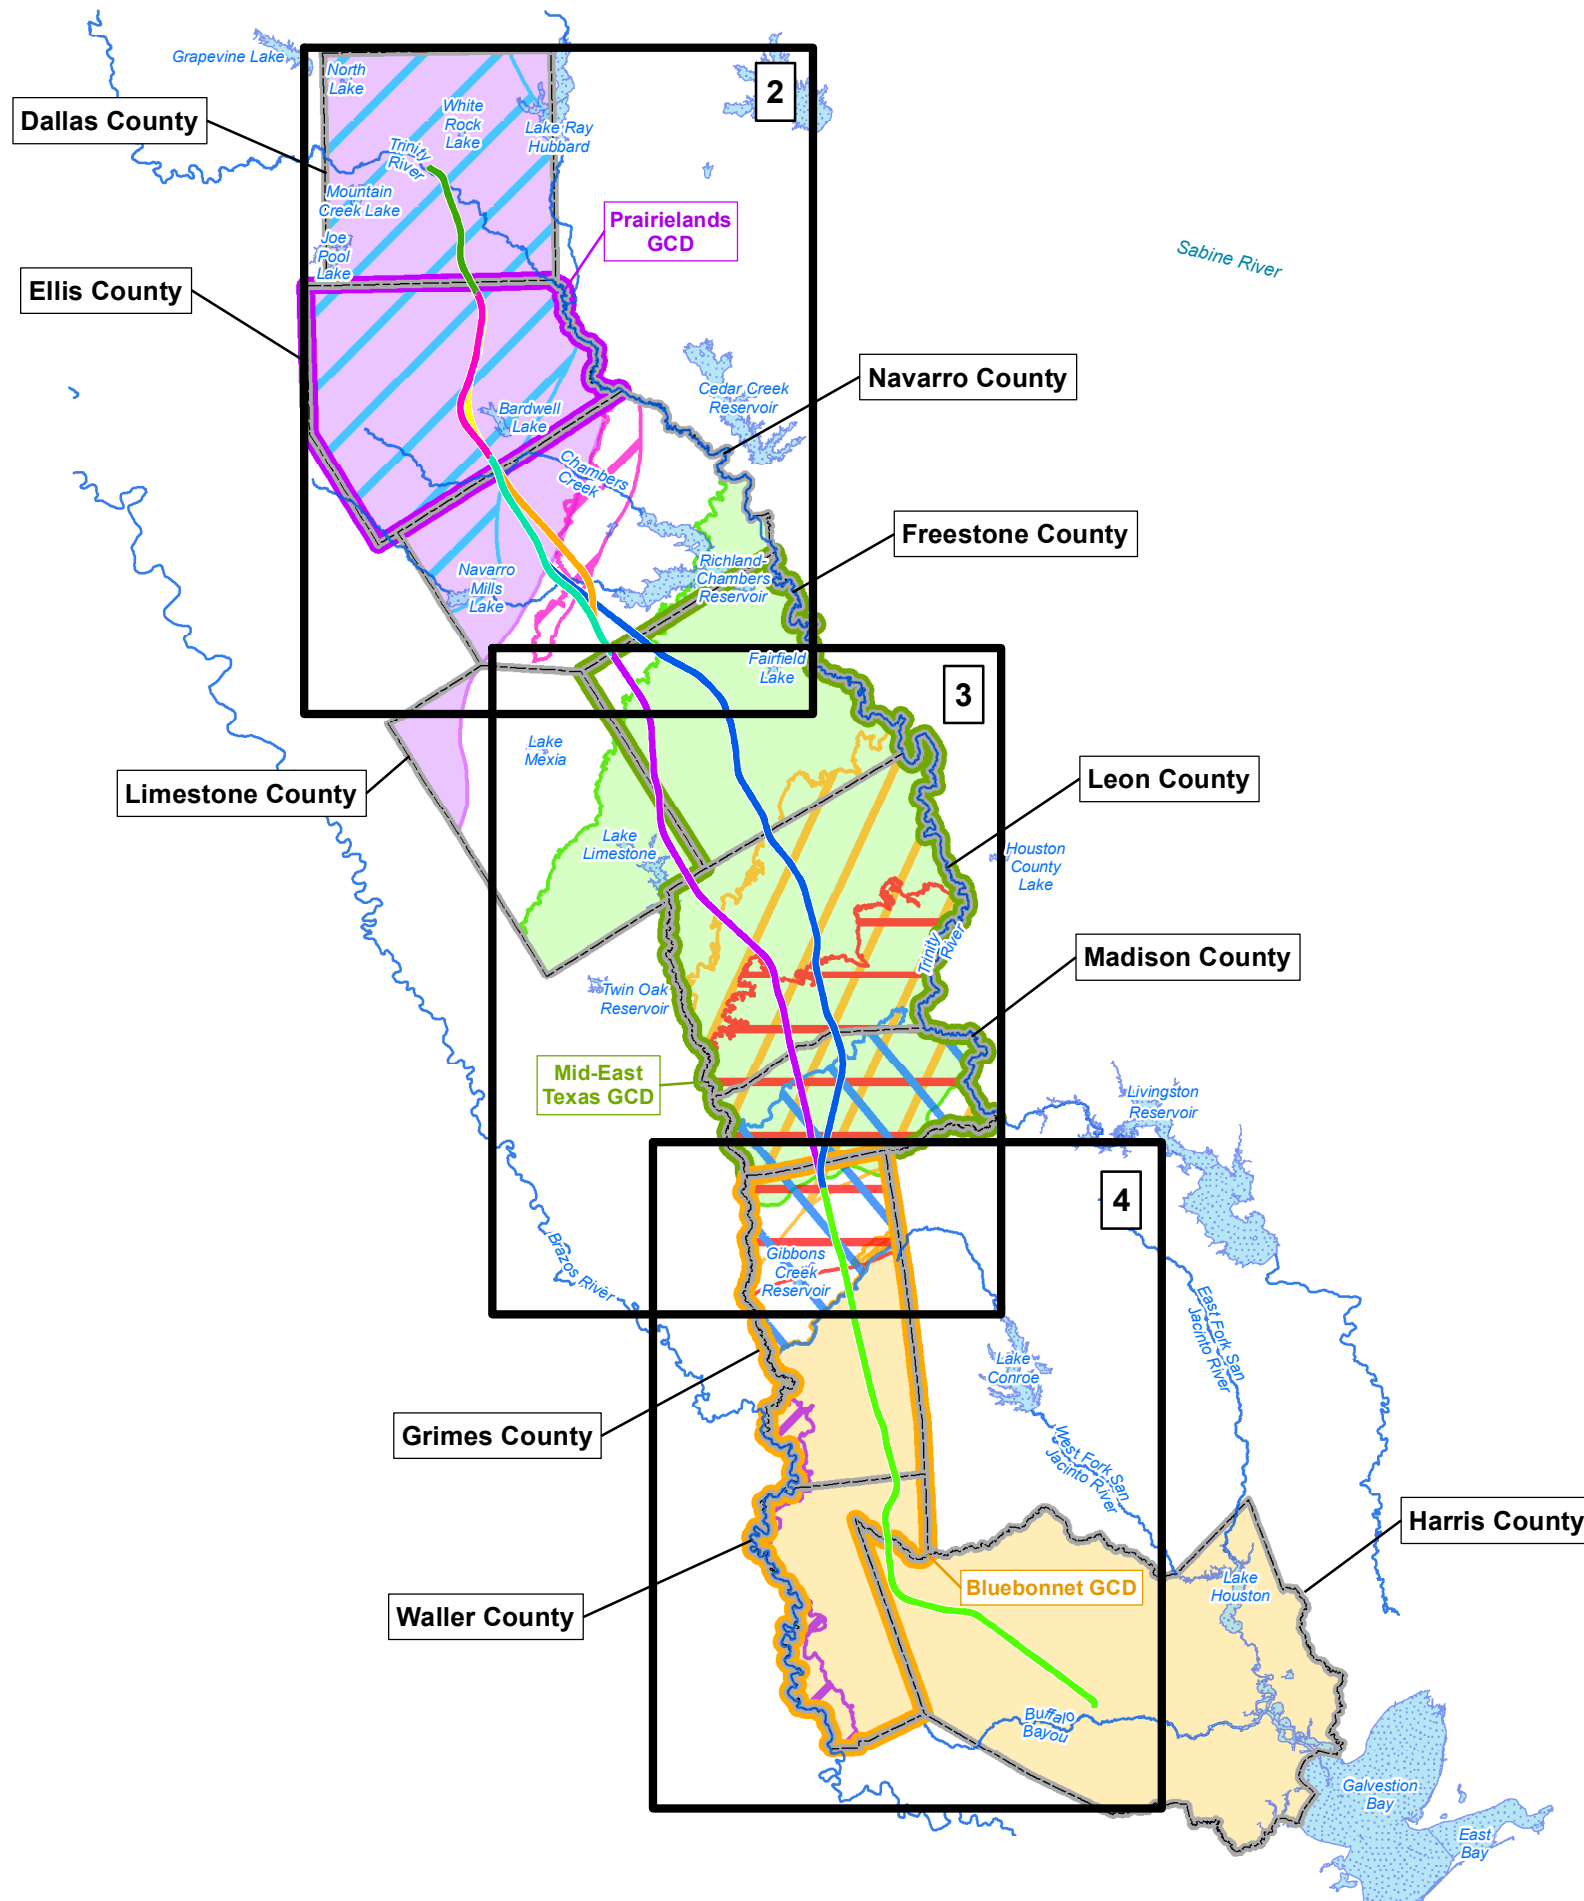 Grapevine Lake
North
Lake
2
Dallas County
White
Rock
Lake
Lake Ray
Hubbard
Trinity
River
Mountain
Creek Lake
Prairielands
GCD
Joe
Pool
Lake
Sabine River
Ellis County
Navarro County
Cedar Creek
Reservoir
Bardwell
Lake
Chambers
Creek
Freestone County
Richland-
Chambers
Reservoir
Navarro
Mills
Lake
Fairfield
Lake
3
Lake
Mexia
Leon County
Limestone County
Lake
Limestone
Houston
County
Lake
Trinity
River
Madison County
Twin Oak
Reservoir
Mid-East
Texas GCD
Livingston
Reservoir
4
Brazos River
Gibbons
Creek
Reservoir
East Fork San
Jacinto River
Lake
Conroe
Grimes County
West Fork San
Jacinto River
Harris County
Bluebonnet GCD
Lake
Houston
Waller County
Buffalo
Bayou
Galvestion
Bay
East
Bay